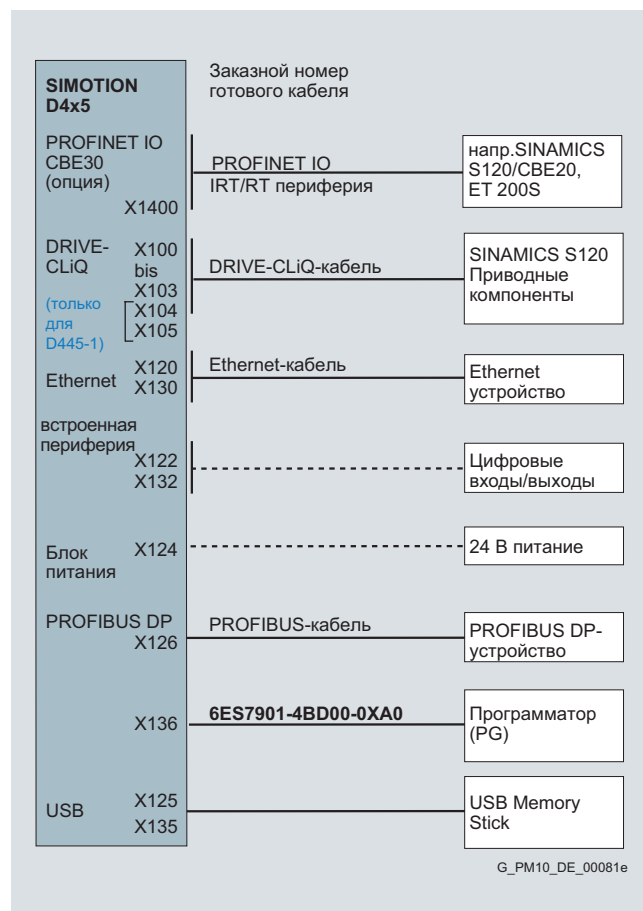 SIMOTION
D4x5
Заказной номер
готового кабеля
PROFINET IO
CBE30
(опция)
X1400
PROFINET IO
IRT/RT периферия
напр.SINAMICS
S120/CBE20,
ET 200S
DRIVE-
CLiQ
X100
bis
X103
(только
для
D445-1)
X104
X105
DRIVE-CLiQ-кабель
SINAMICS S120
Приводные
компоненты
Ethernet
X120
X130
Ethernet-кабель
Ethernet
устройство
встроенная
периферия
X122
X132
Цифровые
входы/выходы
Блок
питания
X124
24 В питание
PROFIBUS DP
X126
PROFIBUS-кабель
PROFIBUS DP-
устройство
X136
6ES7901-4BD00-0XA0
Программатор
(PG)
USB
X125
X135
USB Memory
Stick
G_PM10_DE_00081e